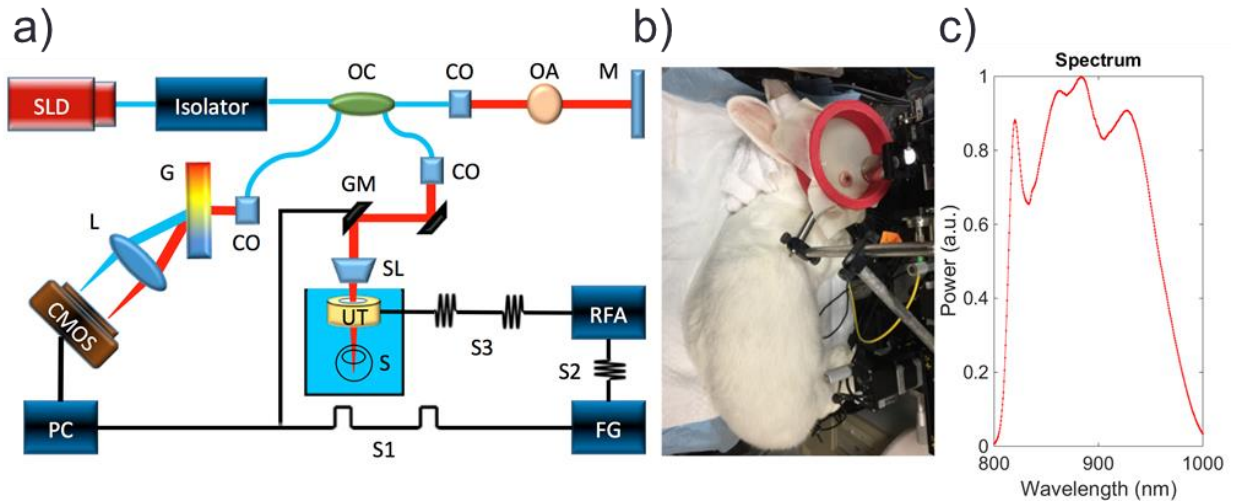 a)
b)
c)
SLD
Isolator
OC
CO
OA
M
G
CO
L
CO
GM
SL
CMOS
UT
S
S3
RFA
S2
PC
S1
FG
Spectrum
1
0.8
0.6
0.4
0.2
0
Power (a.u.)
800
900
1000
Wavelength (nm)